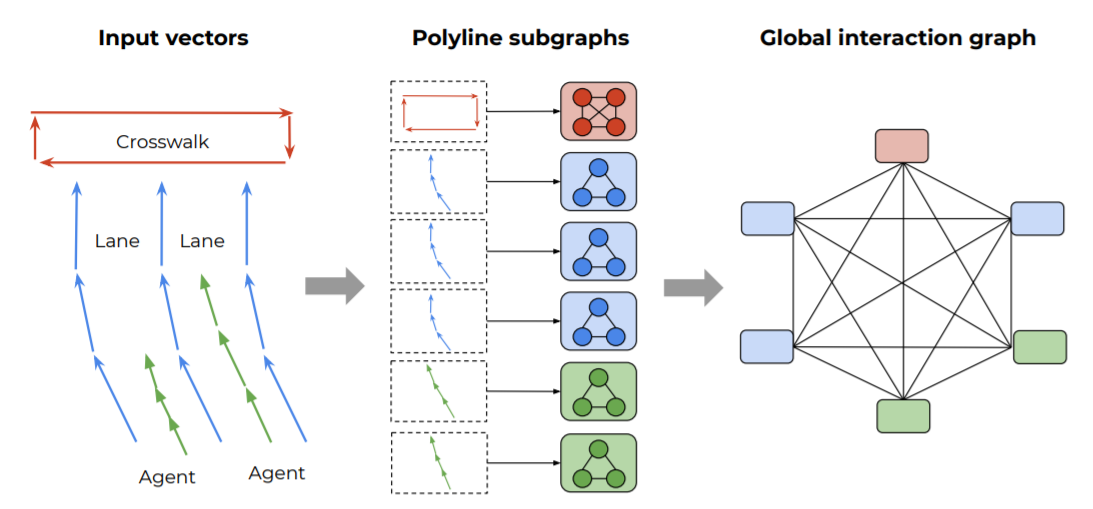 Input vectors
Polyline subgraphs
Global interaction graph
Crosswalk
Lane
Lane
Agent
Agent